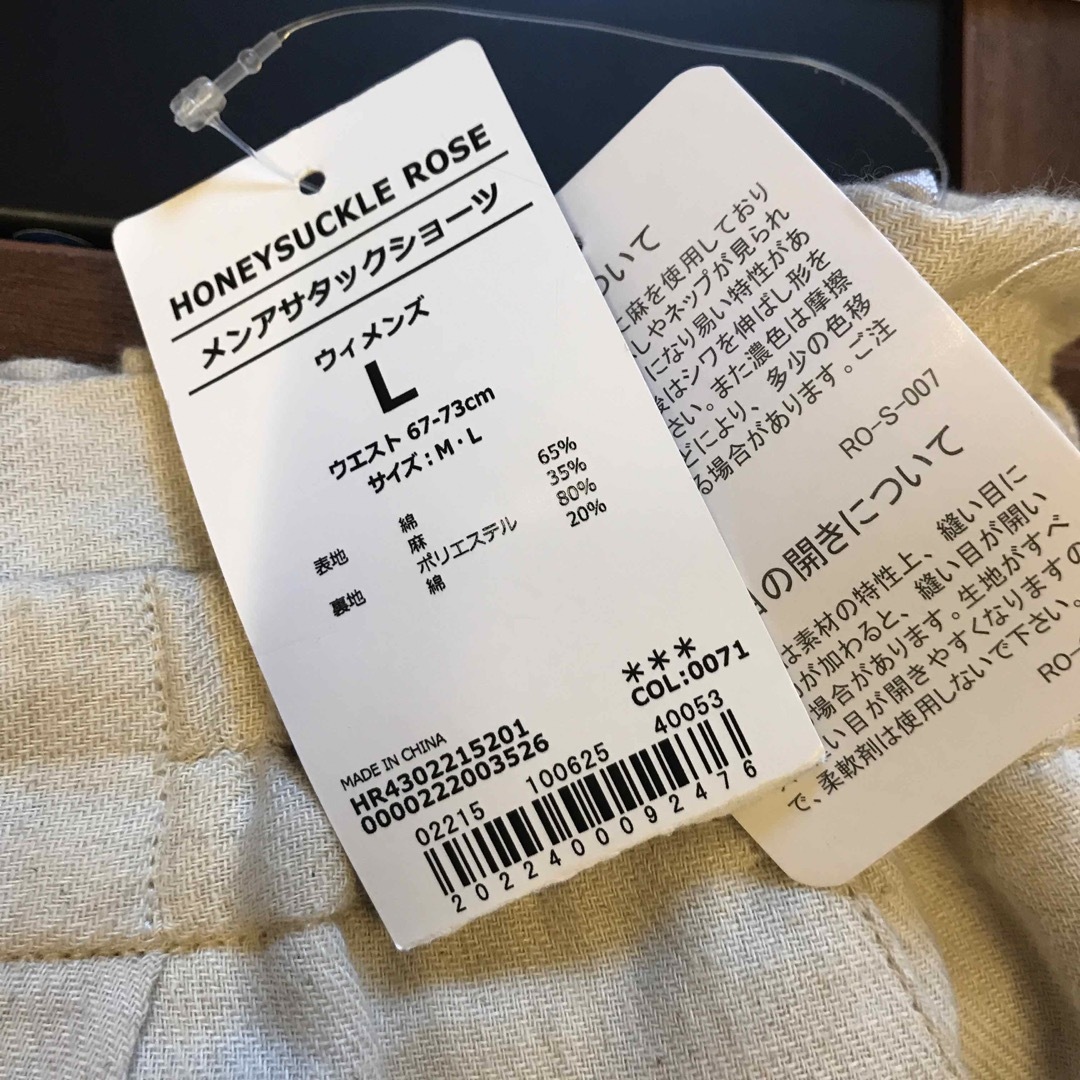 HONEYSUCKLE ROSE
メンアサタックショーツ
ウィメンズ
L
ウエスト 67-73cm
サイズ：M・L
表地 綿 65%
麻 35%
裏地 ポリエステル 80%
綿 20%
***
COL:0071
MADE IN CHINA
HR4302215201
0000222003526
02215 100625 40053
2022400092476
ついて
麻を使用しており
しやネップが見られ
になり易い特性があ
後はシワを伸ばし形を
さい。また濃色は摩擦
どにより、多少の色移
る場合があります。ご注
RO-S-007
の開きについて
は素材の特性上、縫い目に
が加わると、縫い目が開い
場合があります。生地がすべ
い目が開きやすくなりますの
で、柔軟剤は使用しないで下さい。
RO-